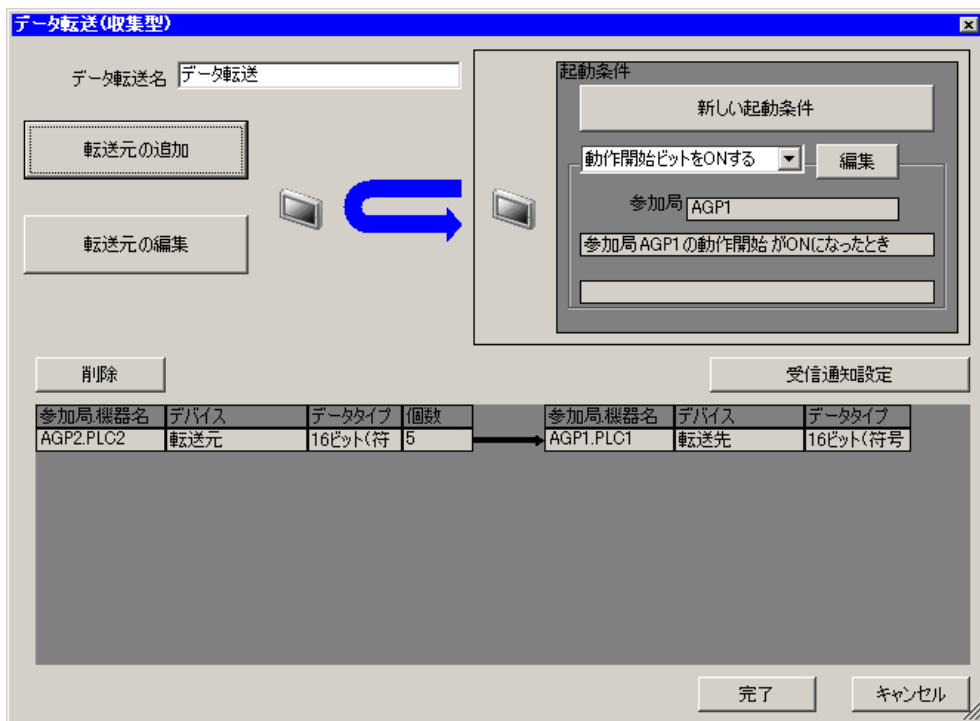 データ転送(収集型)
データ転送名 データ転送
起動条件
新しい起動条件
転送元の追加
動作開始ビットをONする 編集
参加局 AGP1
転送元の編集
参加局 AGP1 の動作開始 がONになったとき
削除 受信通知設定
参加局.機器名 デバイス データタイプ 個数 参加局.機器名 デバイス データタイプ
AGP2.PLC2 転送元 16ビット(符 5 AGP1.PLC1 転送先 16ビット(符号
完了 キャンセル